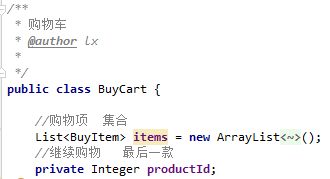 /**
 * 购物车
 * @author lx
 *
 */
public class BuyCart {
//购物项  集合
List<BuyItem> items = new ArrayList<~>();
//继续购物   最后一款
private Integer productId;